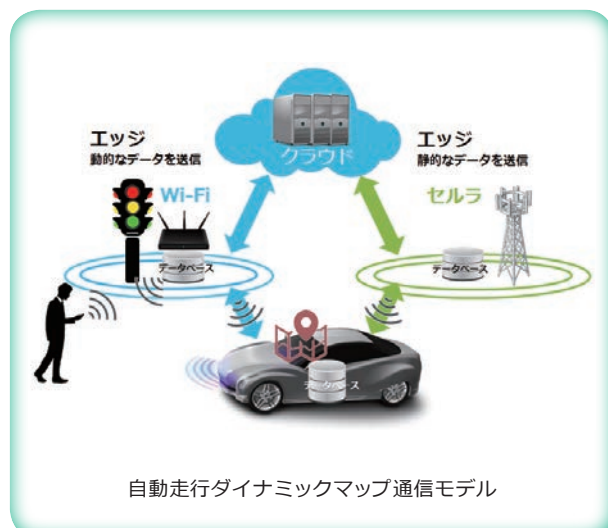 クラウド
エッジ
動的なデータを送信
Wi-Fi
データベース
エッジ
静的なデータを送信
セルラ
データベース
データベース
自動走行ダイナミックマップ通信モデル